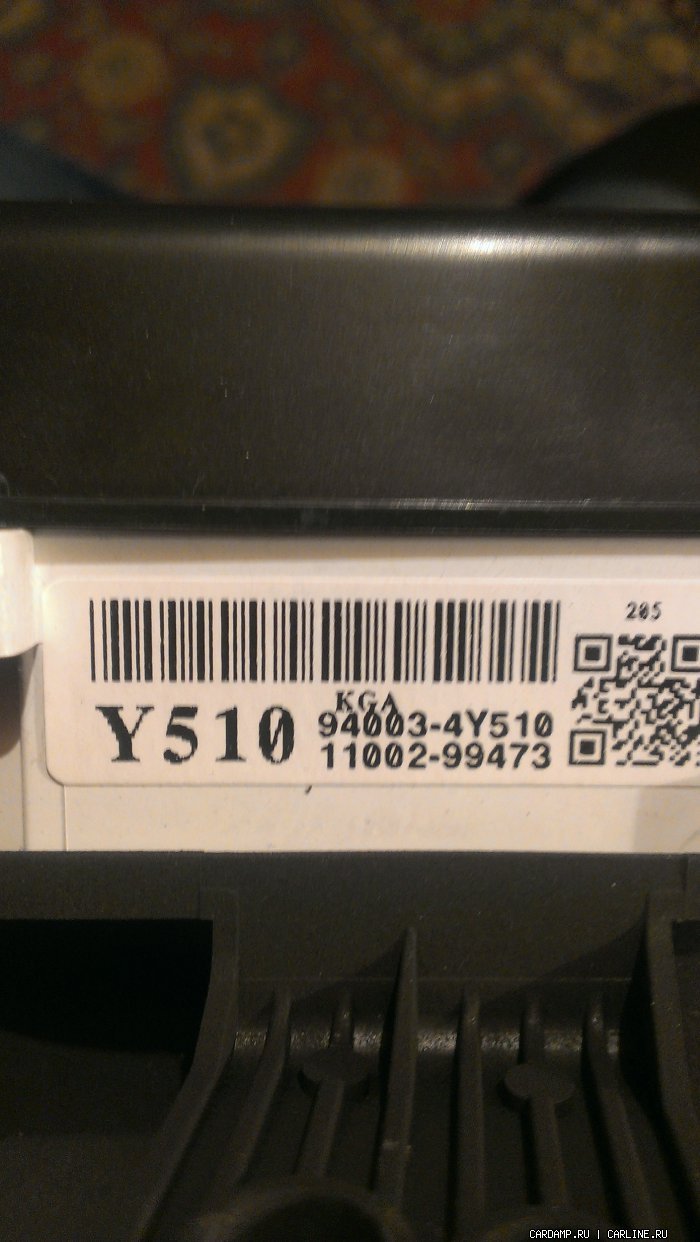 205
Y510
KGA
94003-4Y510
11002-99473
CARDAMP.RU | CARLINE.RU